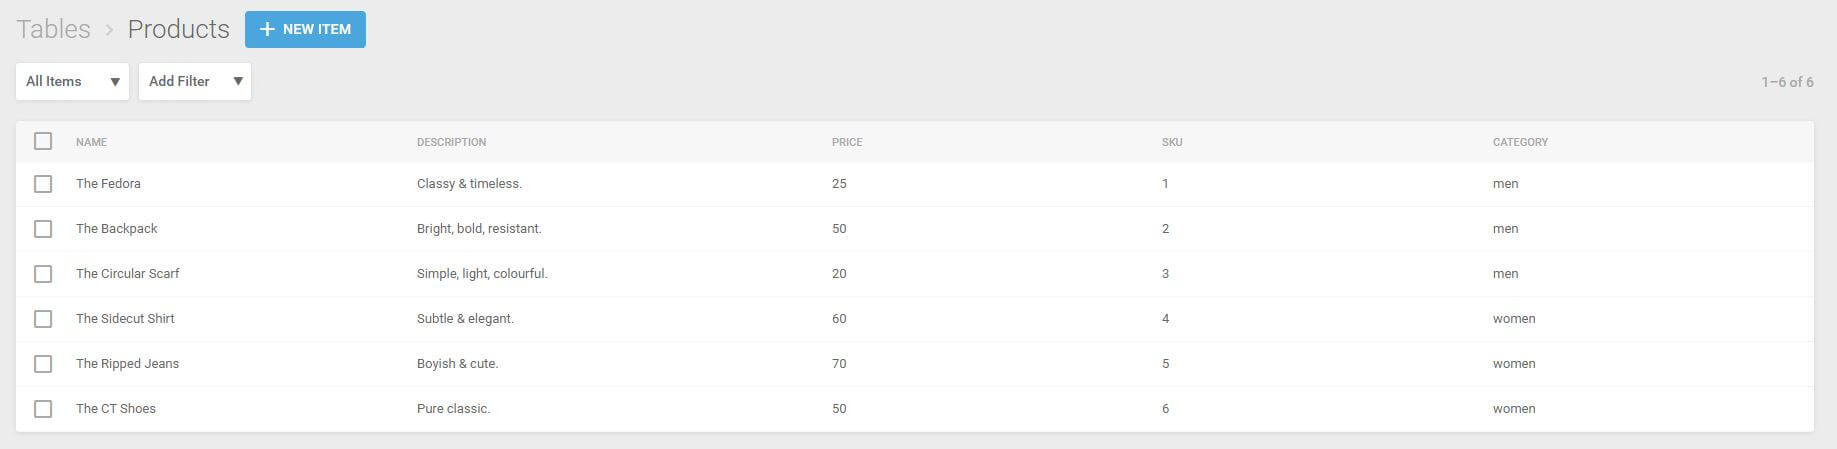 Tables > Products + NEW ITEM
All Items ▼ Add Filter ▼ 1–6 of 6
NAME DESCRIPTION PRICE SKU CATEGORY
The Fedora Classy & timeless. 25 1 men
The Backpack Bright, bold, resistant. 50 2 men
The Circular Scarf Simple, light, colourful. 20 3 men
The Sidecut Shirt Subtle & elegant. 60 4 women
The Ripped Jeans Boyish & cute. 70 5 women
The CT Shoes Pure classic. 50 6 women